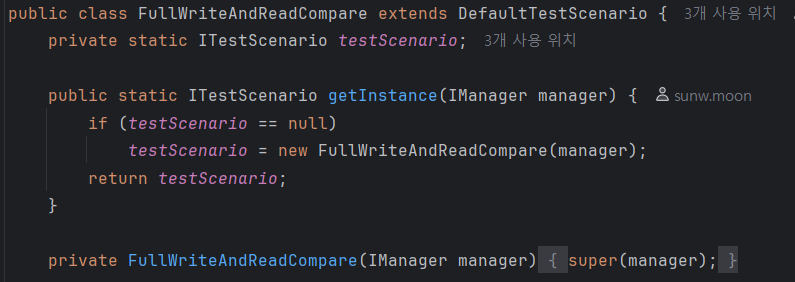 public class FullWriteAndReadCompare extends DefaultTestScenario { 3개 사용 위치
private static ITestScenario testScenario; 3개 사용 위치
public static ITestScenario getInstance(IManager manager) { sunw.moon
if (testScenario == null)
testScenario = new FullWriteAndReadCompare(manager);
return testScenario;
}
private FullWriteAndReadCompare(IManager manager) { super(manager); }